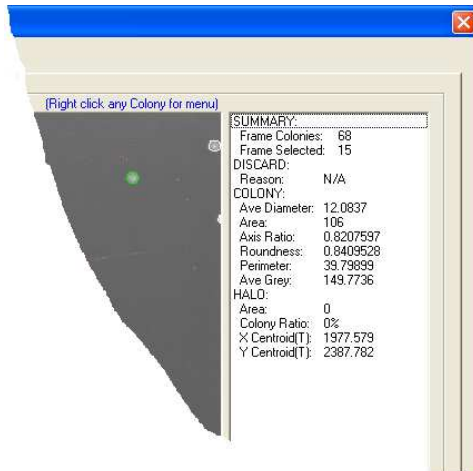 (Right click any Colony for menu)
SUMMARY:
Frame Colonies: 68
Frame Selected: 15
DISCARD:
Reason: N/A
COLONY:
Ave Diameter: 12.0837
Area: 106
Axis Ratio: 0.8207597
Roundness: 0.8409528
Perimeter: 39.79899
Ave Grey: 149.7736
HALO:
Area: 0
Colony Ratio: 0%
X Centroid(T): 1977.579
Y Centroid(T): 2387.782